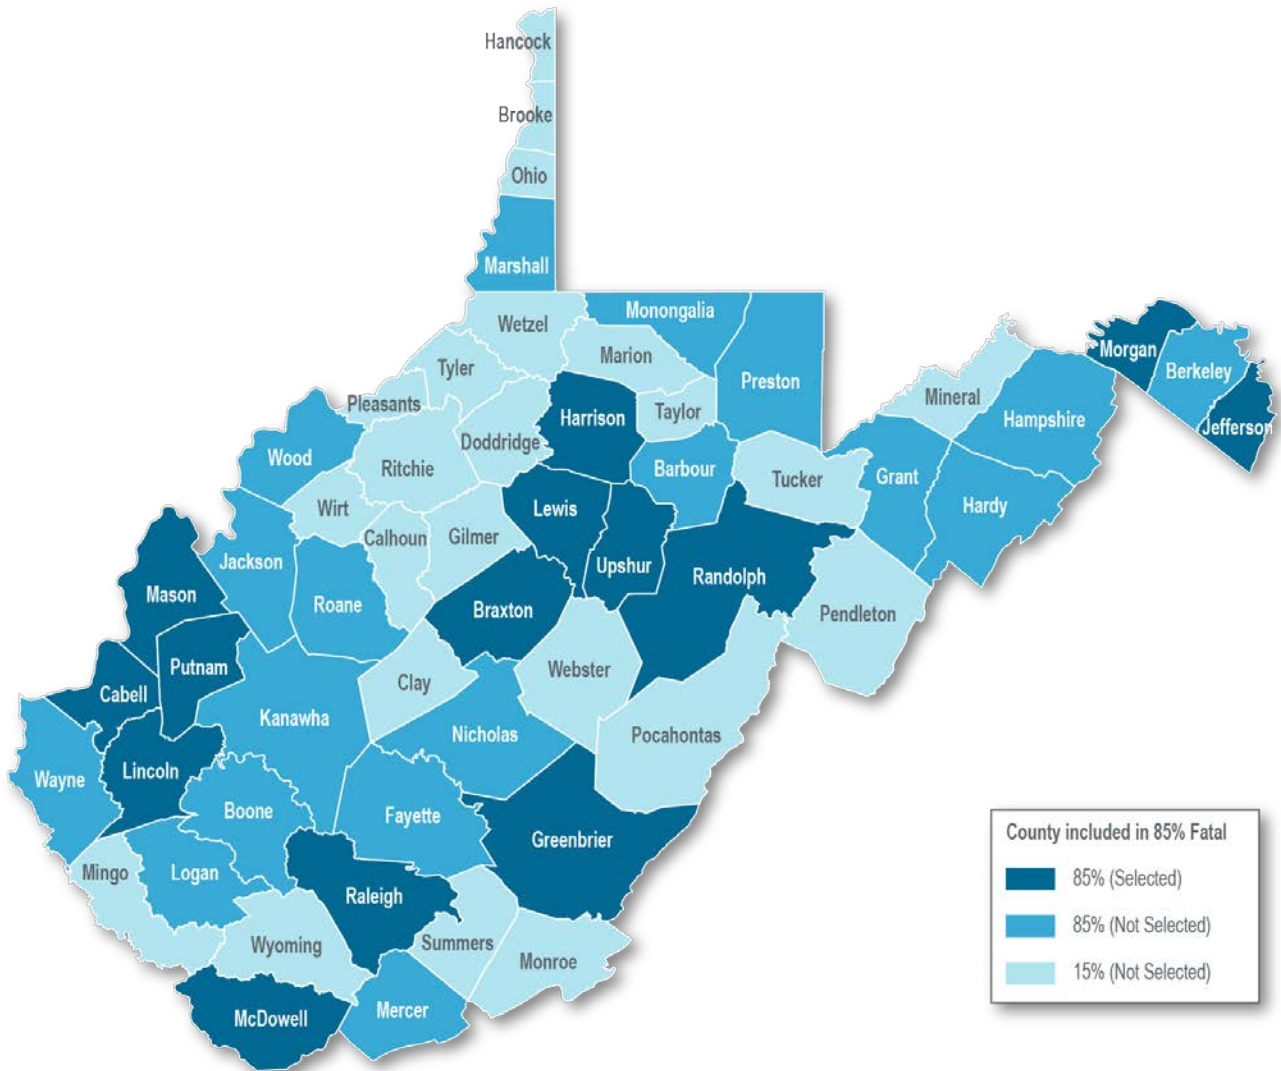 Hancock
Brooke
Ohio
Marshall
Wetzel
Monongalia
Marion
Tyler
Preston
Morgan
Berkeley
Jefferson
Mineral
Hampshire
Pleasants
Harrison
Taylor
Doddridge
Wood
Ritchie
Barbour
Tucker
Grant
Hardy
Wirt
Lewis
Calhoun
Gilmer
Jackson
Upshur
Randolph
Mason
Roane
Braxton
Pendleton
Putnam
Webster
Clay
Cabell
Kanawha
Nicholas
Pocahontas
Lincoln
Wayne
Boone
Fayette
Greenbrier
Mingo
Logan
Raleigh
Wyoming
Summers
Monroe
McDowell
Mercer
County included in 85% Fatal
85% (Selected)
85% (Not Selected)
15% (Not Selected)